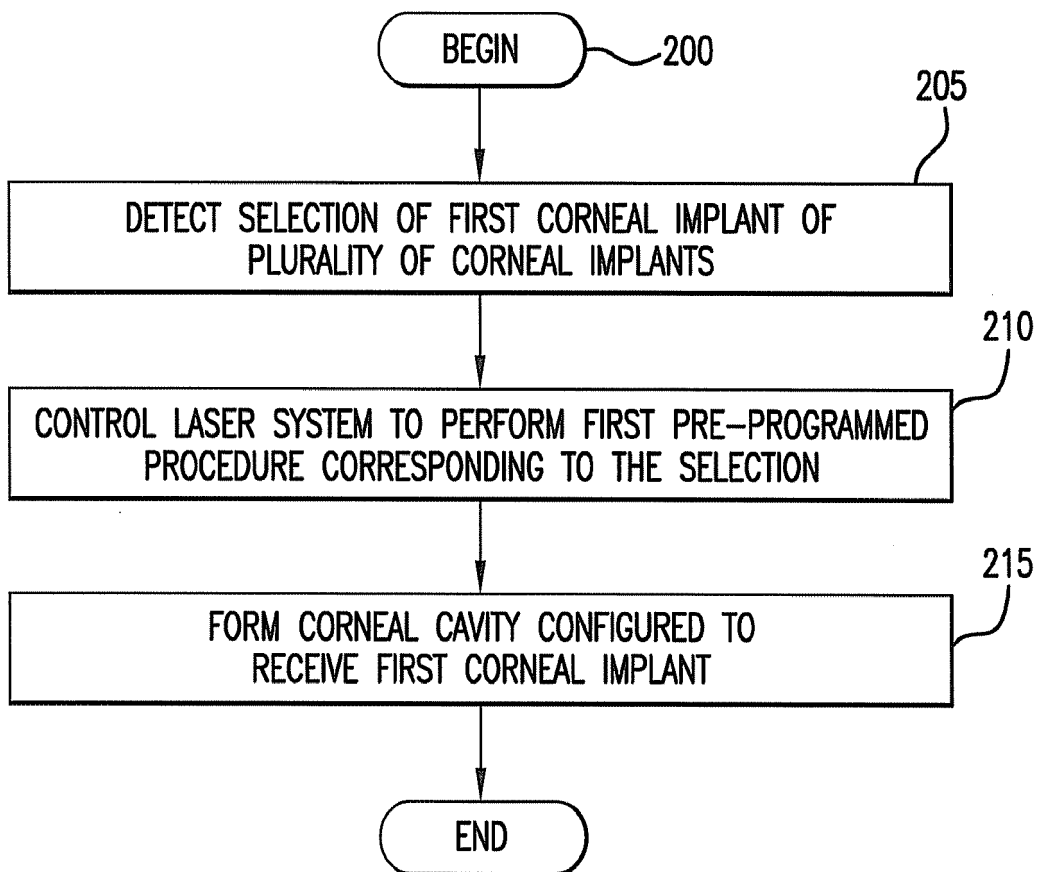 BEGIN
200
205
DETECT SELECTION OF FIRST CORNEAL IMPLANT OF
PLURALITY OF CORNEAL IMPLANTS
210
CONTROL LASER SYSTEM TO PERFORM FIRST PRE-PROGRAMMED
PROCEDURE CORRESPONDING TO THE SELECTION
215
FORM CORNEAL CAVITY CONFIGURED TO
RECEIVE FIRST CORNEAL IMPLANT
END